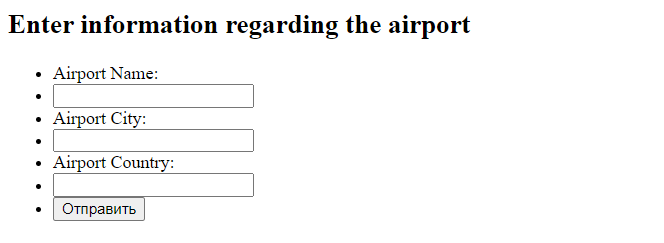 Enter information regarding the airport
Airport Name:
Airport City:
Airport Country:
Отправить